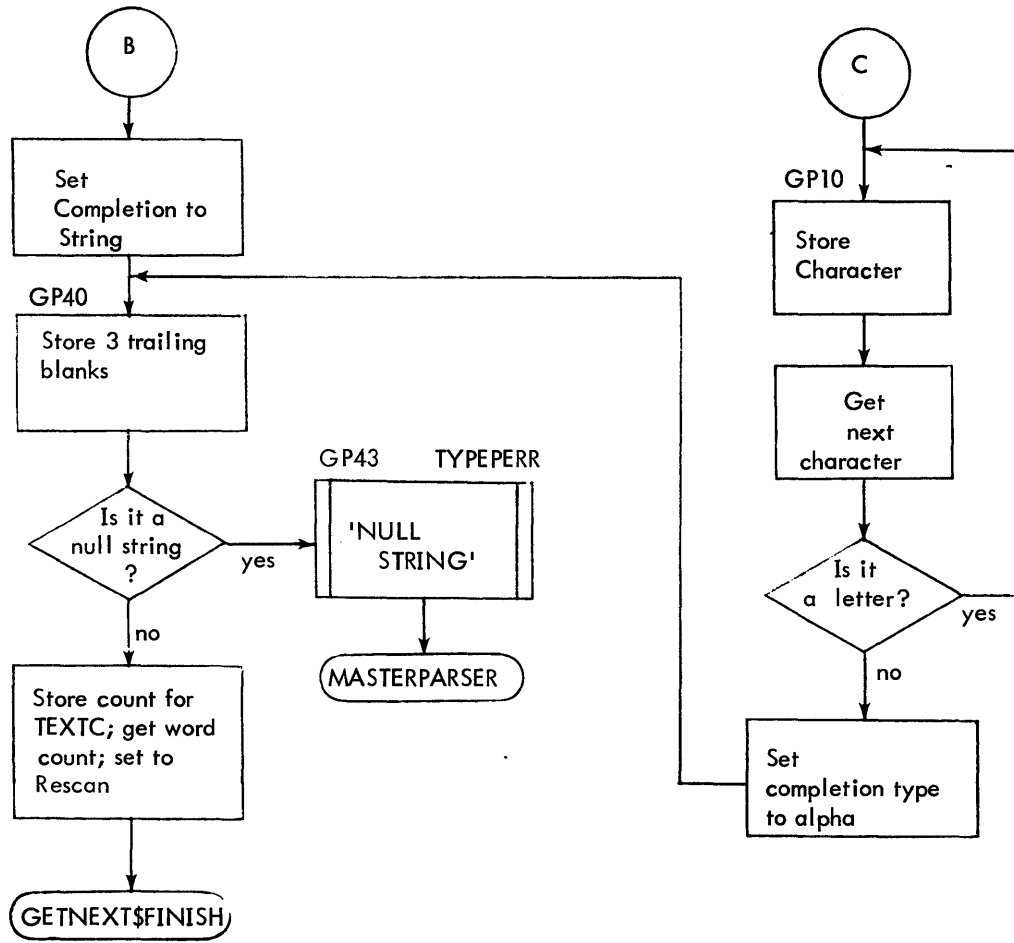 B
Set
Completion to
String
GP40
Store 3 trailing
blanks
Is it a
null string
?
yes
no
GP43 TYPEPERR
'NULL
STRING'
MASTERPARSER
Store count for
TEXTC; get word
count; set to
Rescan
GETNEXT$FINISH
C
GP10
Store
Character
Get
next
character
Is it
a letter?
yes
no
Set
completion type
to alpha